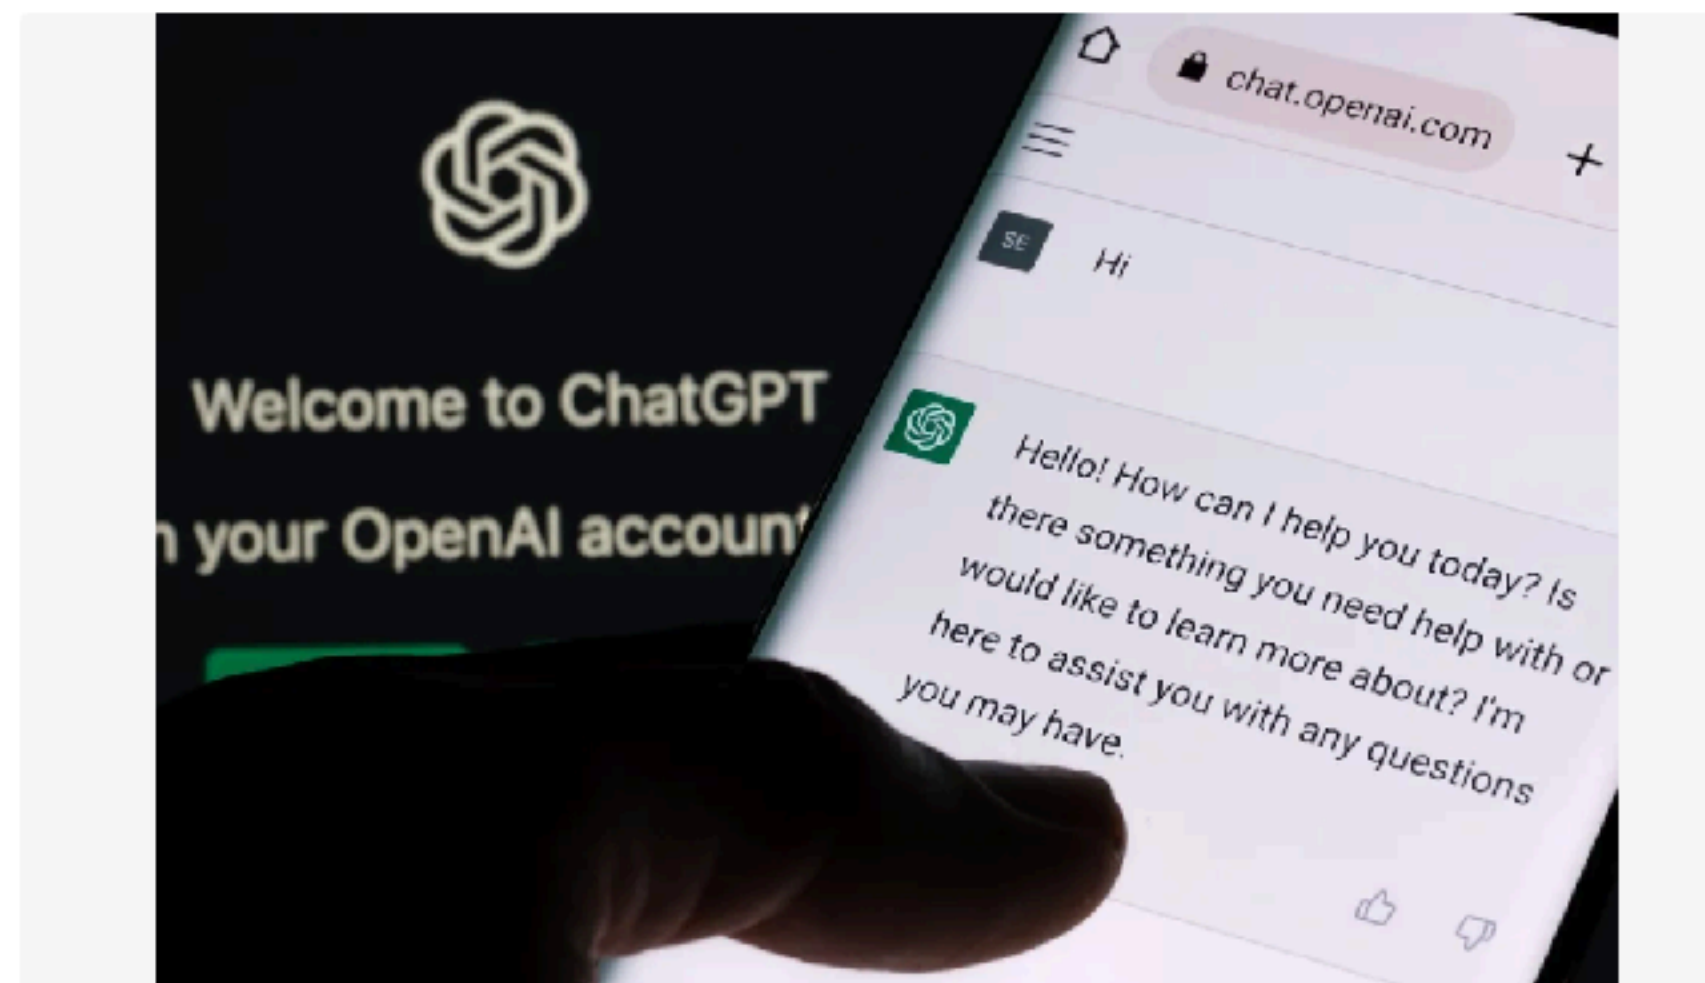 Welcome to ChatGPT
your OpenAI account
chat.openai.com
SE
Hi
Hello! How can I help you today? Is
there something you need help with or
would like to learn more about? I'm
here to assist you with any questions
you may have.